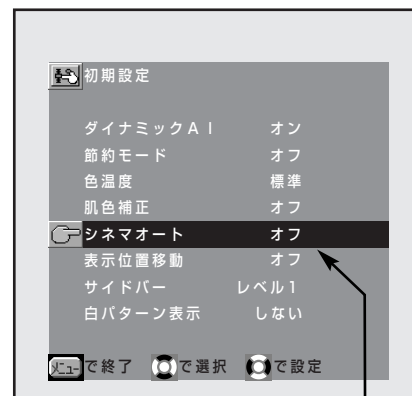 初期設定
ダイナミックAI オン
節約モード オフ
色温度 標準
肌色補正 オフ
シネマオート オフ
表示位置移動 オフ
サイドバー レベル1
白パターン表示 しない
メニューで終了 で選択 で設定